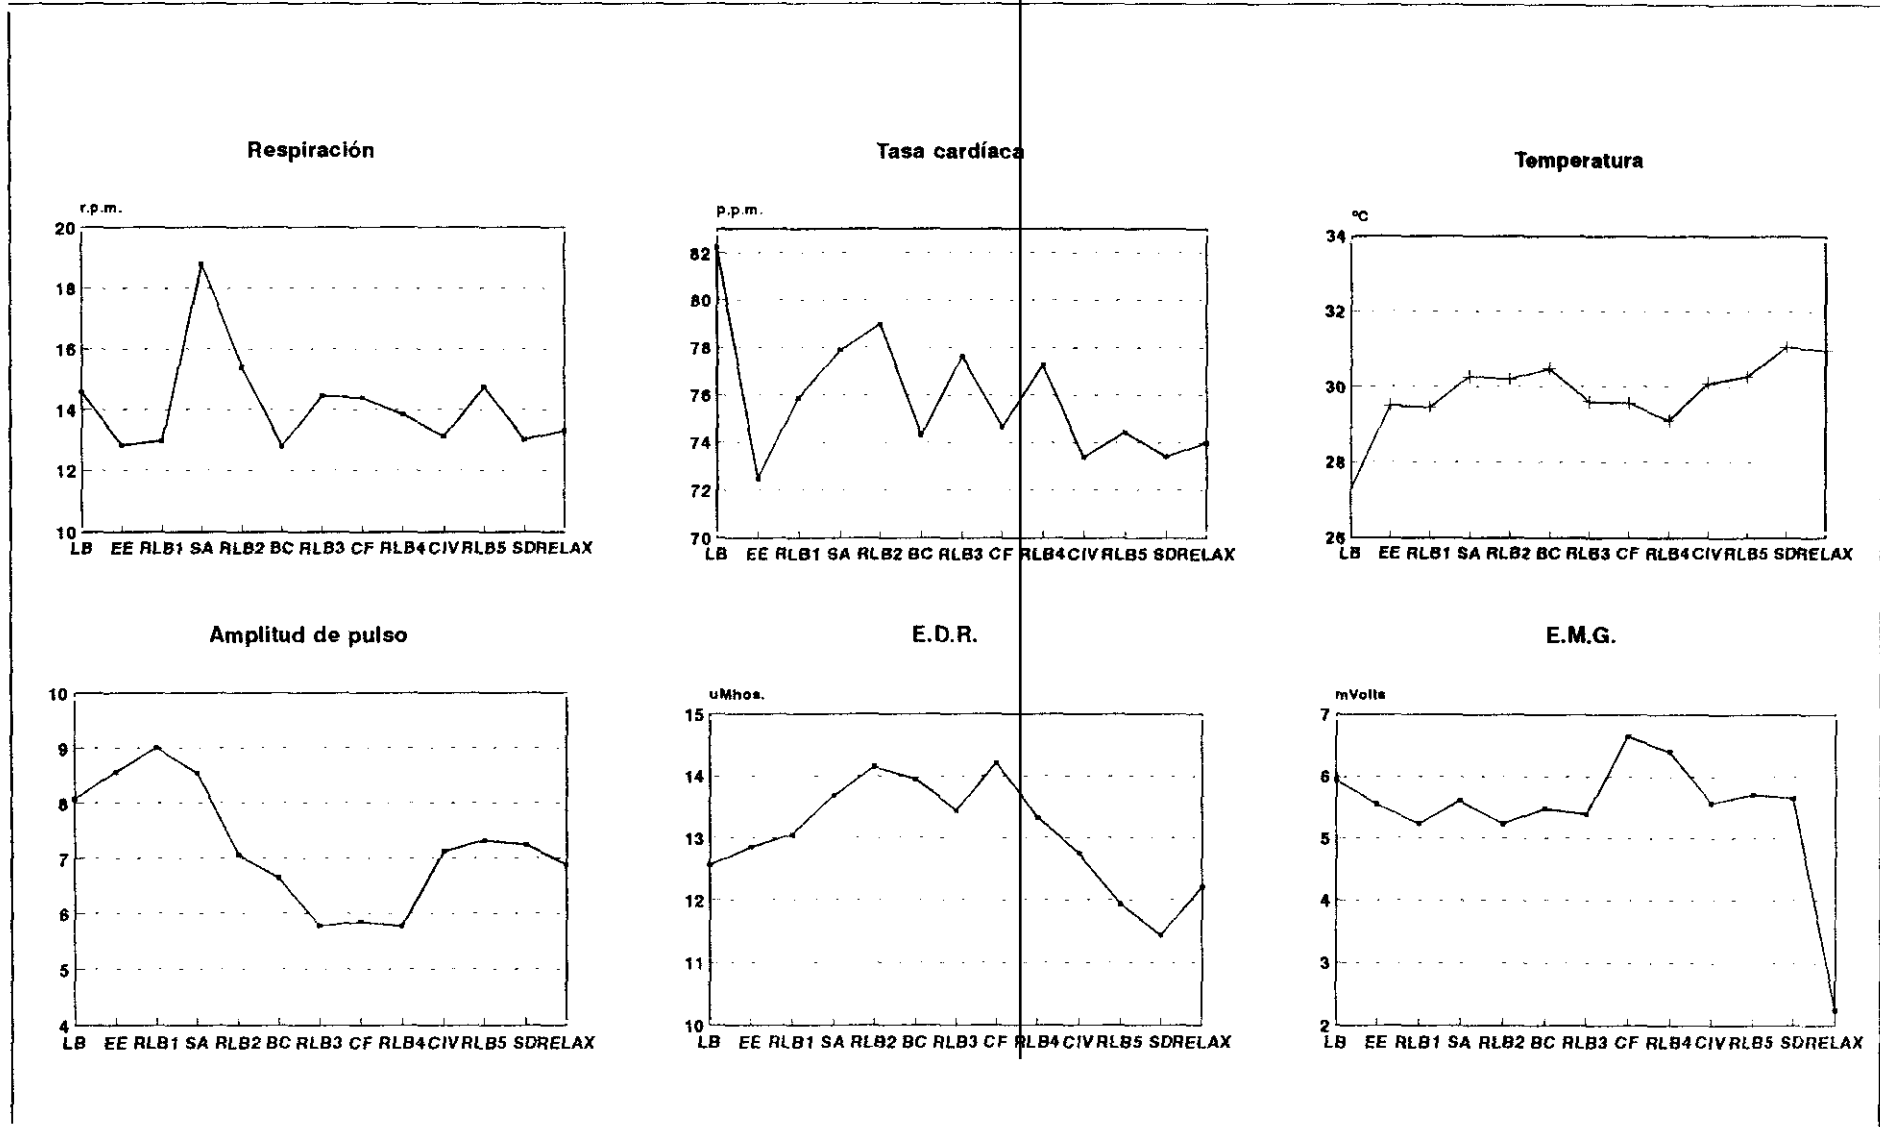 Respiración
r.p.m.
20
18
16
14
12
10
LB EE RLB1 SA RLB2 BC RLB3 CF RLB4 CIV RLB5 SD RELAX
Tasa cardíaca
p.p.m.
82
80
78
76
74
72
70
LB EE RLB1 SA RLB2 BC RLB3 CF RLB4 CIV RLB5 SD RELAX
Temperatura
ºC
34
32
30
28
26
LB EE RLB1 SA RLB2 BC RLB3 CF RLB4 CIV RLB5 SD RELAX
Amplitud de pulso
10
9
8
7
6
5
4
LB EE RLB1 SA RLB2 BC RLB3 CF RLB4 CIV RLB5 SD RELAX
E.D.R.
uMhos.
15
14
13
12
11
10
LB EE RLB1 SA RLB2 BC RLB3 CF RLB4 CIV RLB5 SD RELAX
E.M.G.
mVolts
7
6
5
4
3
2
LB EE RLB1 SA RLB2 BC RLB3 CF RLB4 CIV RLB5 SD RELAX